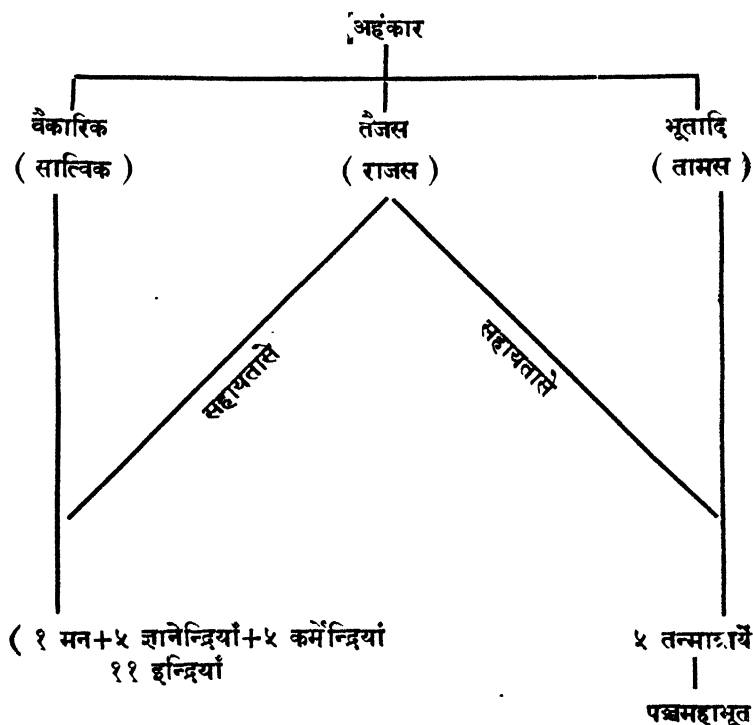 [अहंकार
वैकारिक तैजस भूतादि
( सात्विक ) ( राजस ) ( तामस )
सहायतासे सहायतासे
( १ मन+५ ज्ञानेन्द्रियाँ+५ कर्मेन्द्रियां ५ तन्मात्रायें
११ इन्द्रियाँ
पञ्चमहाभूत